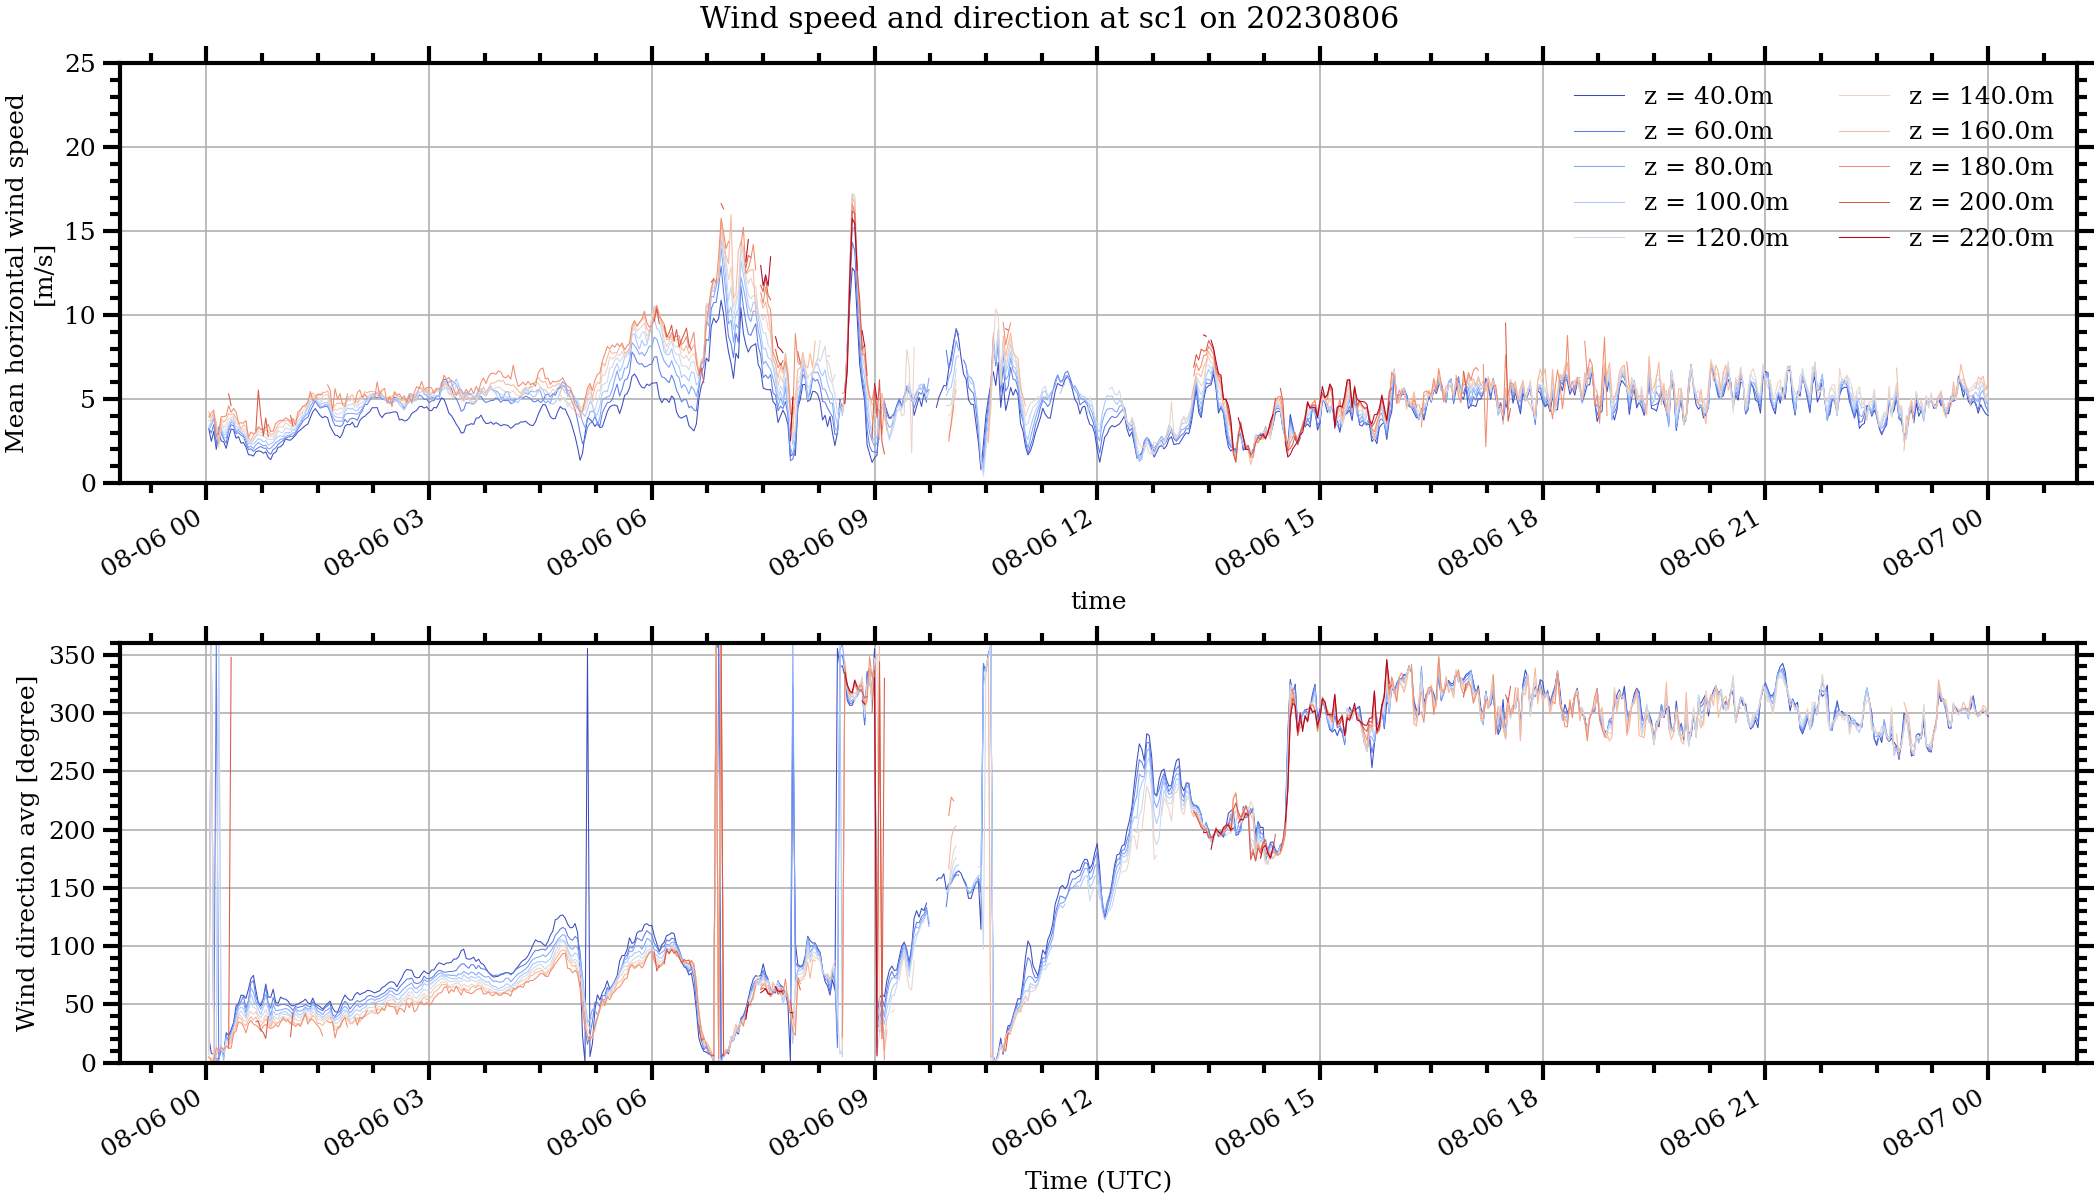 Wind speed and direction at sc1 on 20230806
Mean horizontal wind speed
[m/s]
25
20
15
10
5
0
z = 40.0m
z = 60.0m
z = 80.0m
z = 100.0m
z = 120.0m
z = 140.0m
z = 160.0m
z = 180.0m
z = 200.0m
z = 220.0m
08-06 00
08-06 03
08-06 06
08-06 09
08-06 12
08-06 15
08-06 18
08-06 21
08-07 00
time
Wind direction avg [degree]
350
300
250
200
150
100
50
0
08-06 00
08-06 03
08-06 06
08-06 09
08-06 12
08-06 15
08-06 18
08-06 21
08-07 00
Time (UTC)